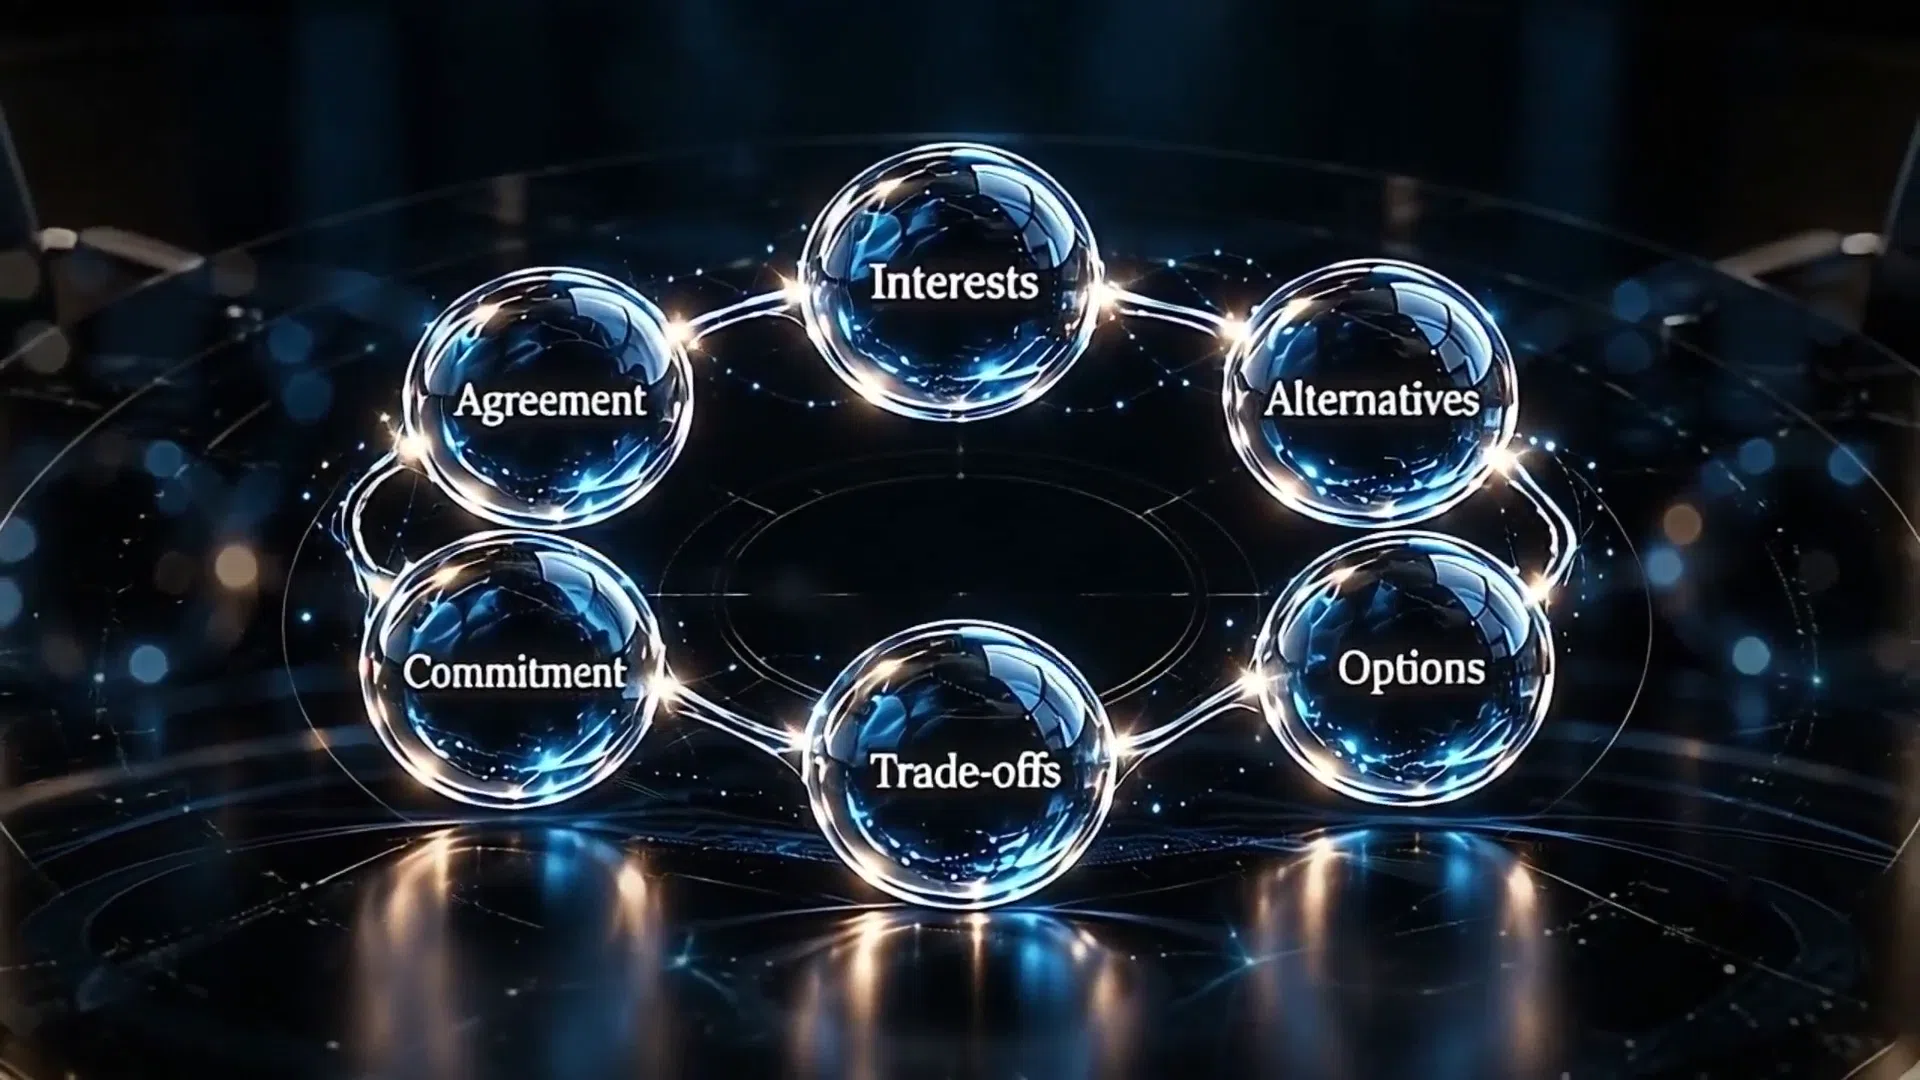 Interests
Agreement
Alternatives
Commitment
Options
Trade-offs